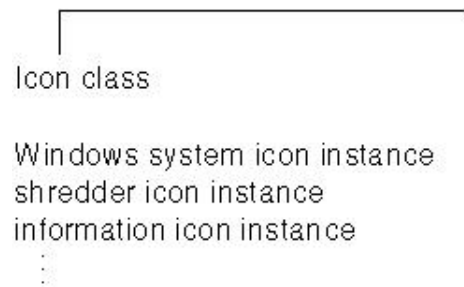 Icon class
Windows system icon instance
shredder icon instance
information icon instance